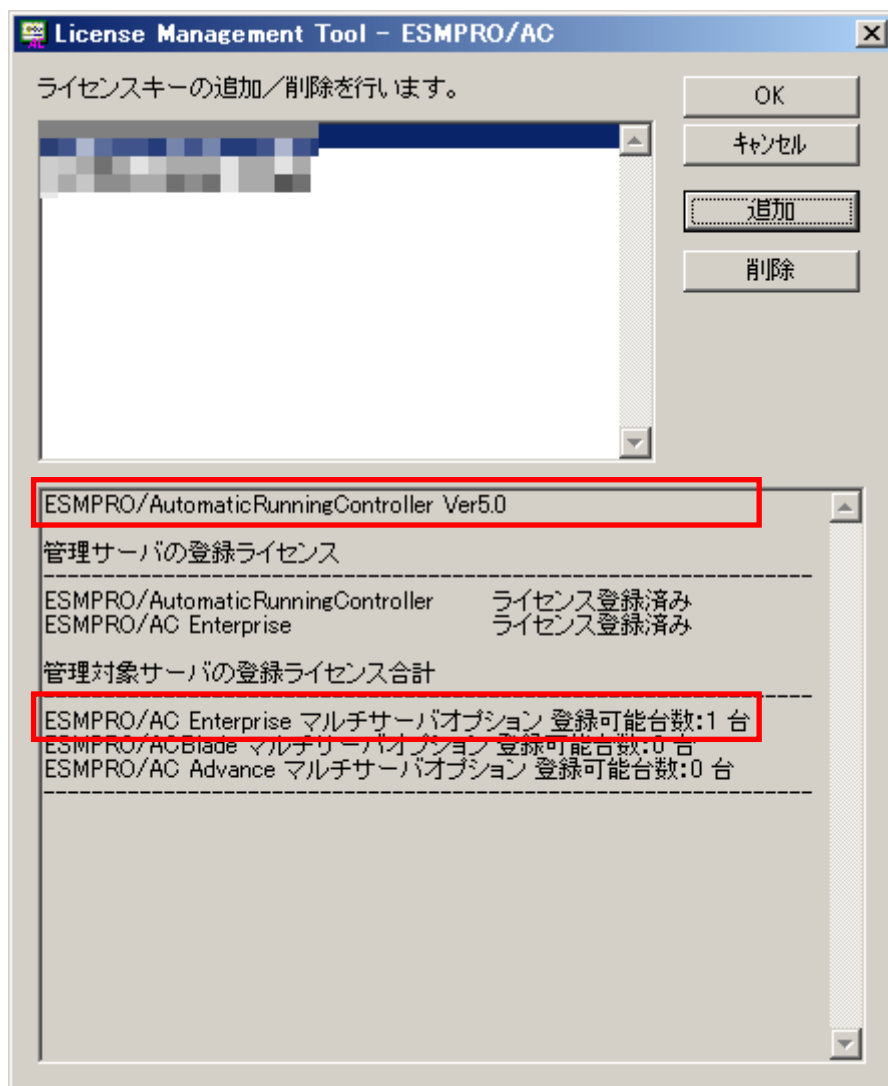 License Management Tool - ESMPRO/AC
ライセンスキーの追加／削除を行います。
OK
キャンセル
追加
削除
ESMPRO/AutomaticRunningController Ver5.0
管理サーバの登録ライセンス
----------------------------------------------------------------
ESMPRO/AutomaticRunningController ライセンス登録済み
ESMPRO/AC Enterprise ライセンス登録済み
管理対象サーバの登録ライセンス合計
----------------------------------------------------------------
ESMPRO/AC Enterprise マルチサーバオプション 登録可能台数:1 台
ESMPRO/ACBlade マルチサーバオプション 登録可能台数:0 台
ESMPRO/AC Advance マルチサーバオプション 登録可能台数:0 台
----------------------------------------------------------------